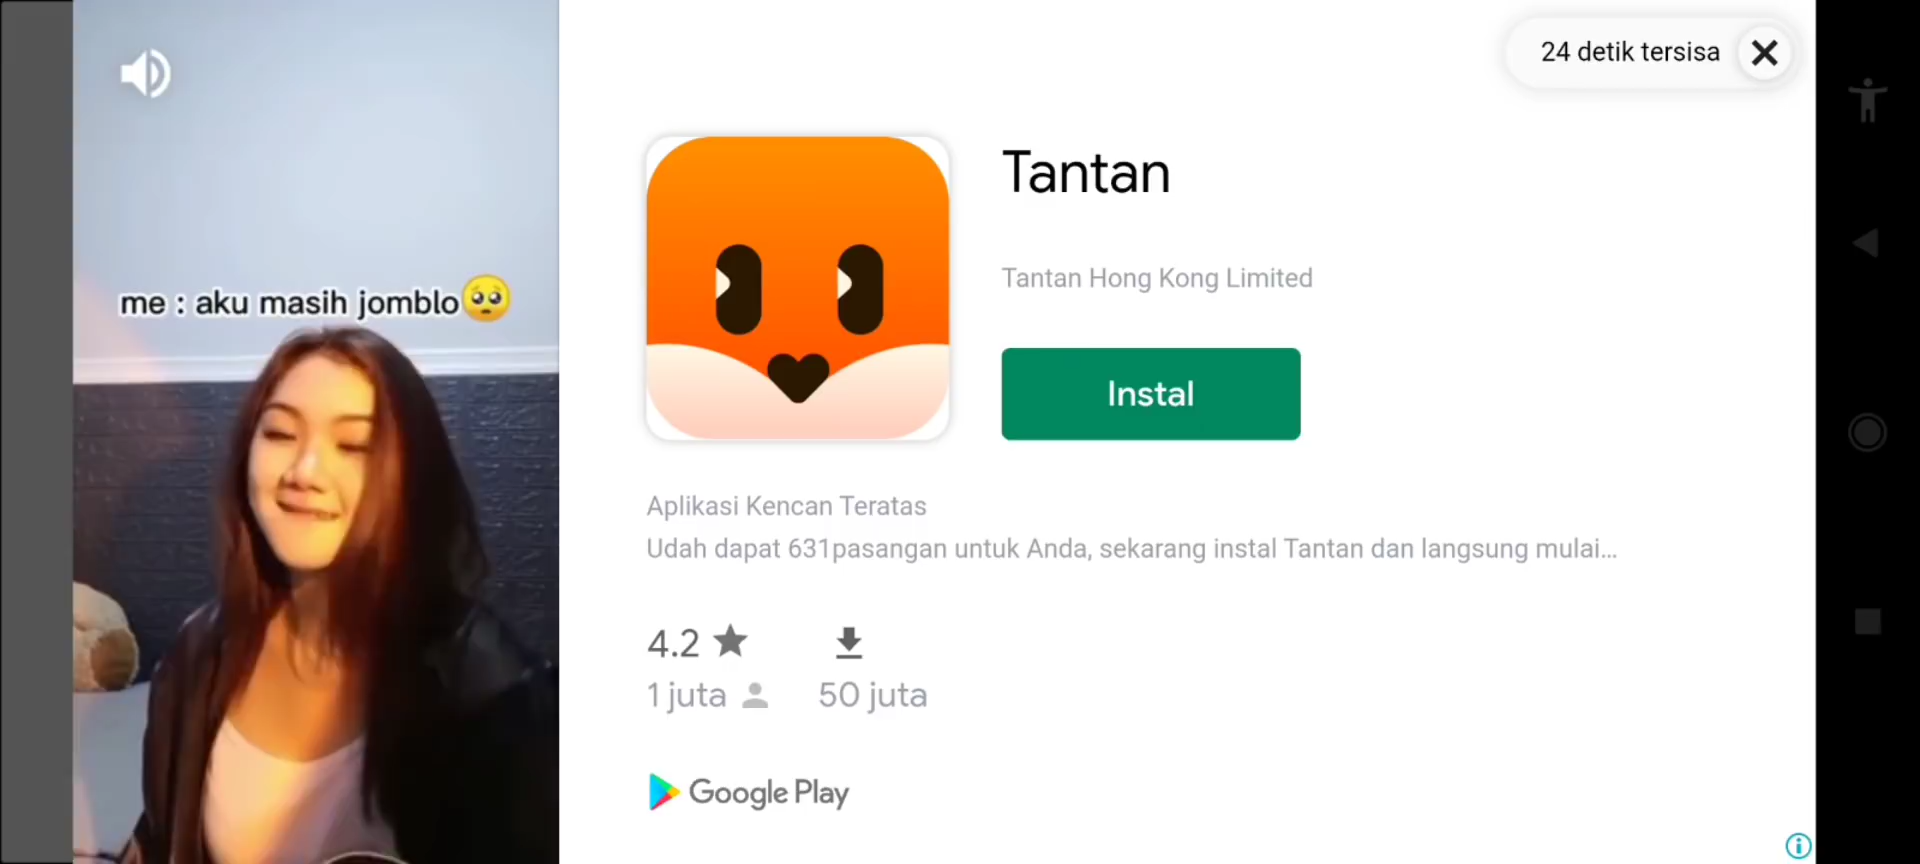 24 detik tersisa
me : aku masih jomblo🥺
Tantan
Tantan Hong Kong Limited
Instal
Aplikasi Kencan Teratas
Udah dapat 631pasangan untuk Anda, sekarang instal Tantan dan langsung mulai...
4.2
1 juta
50 juta
Google Play